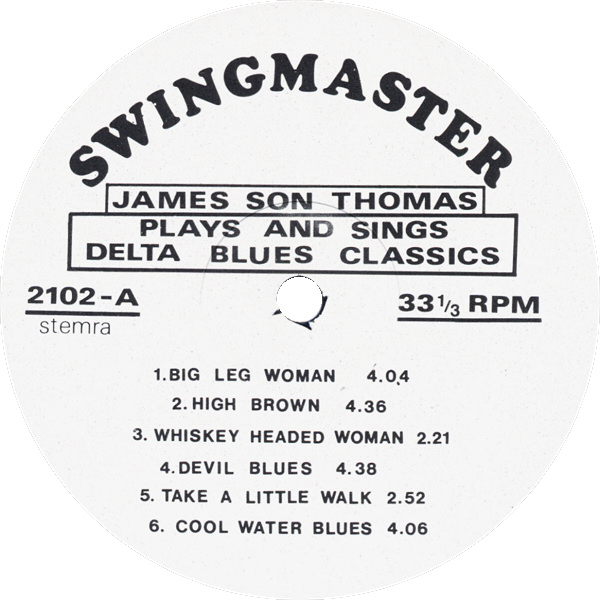 SWINGMASTER
JAMES SON THOMAS
PLAYS AND SINGS
DELTA BLUES CLASSICS
2102-A
stemra
33 1/3 RPM
1.BIG LEG WOMAN 4.04
2. HIGH BROWN 4.36
3. WHISKEY HEADED WOMAN 2.21
4.DEVIL BLUES 4.38
5. TAKE A LITTLE WALK 2.52
6. COOL WATER BLUES 4.06